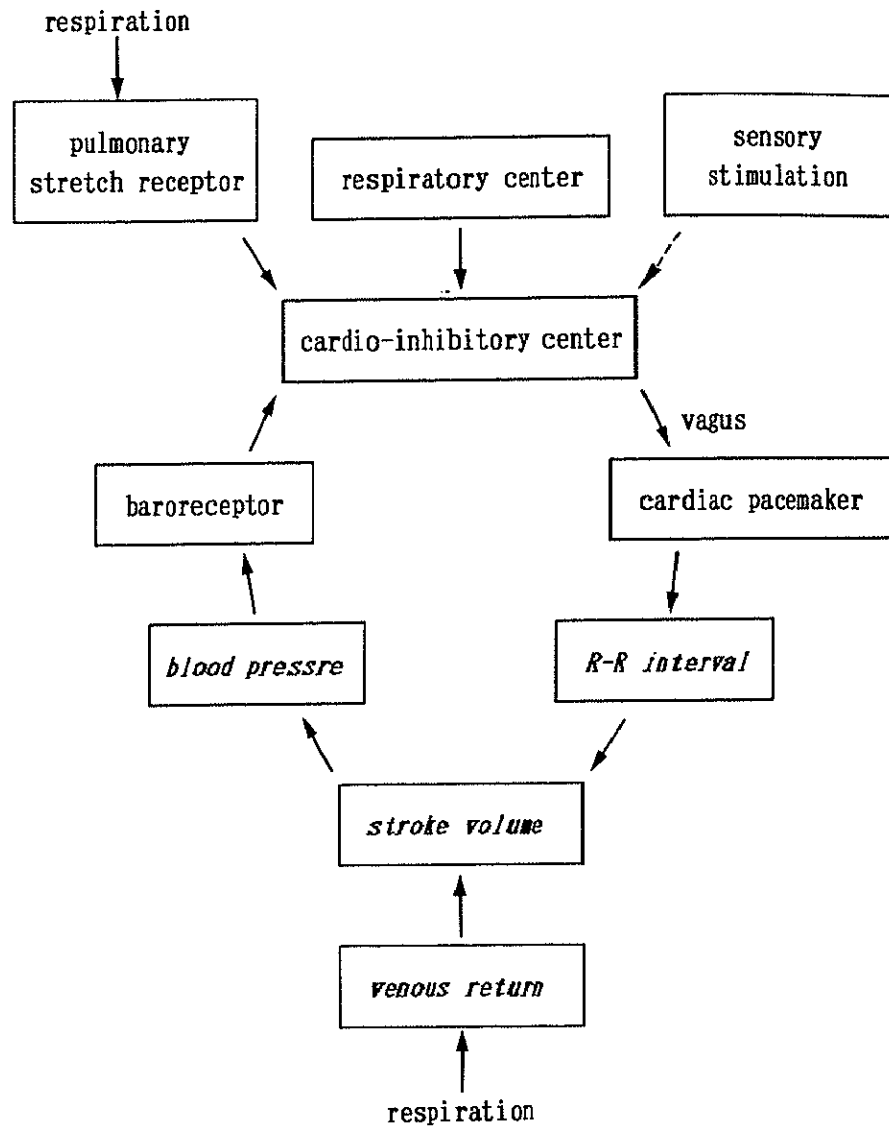 respiration
pulmonary
stretch receptor
respiratory center
sensory
stimulation
cardio-inhibitory center
vagus
baroreceptor
cardiac pacemaker
blood pressre
R-R interval
stroke volume
venous return
respiration